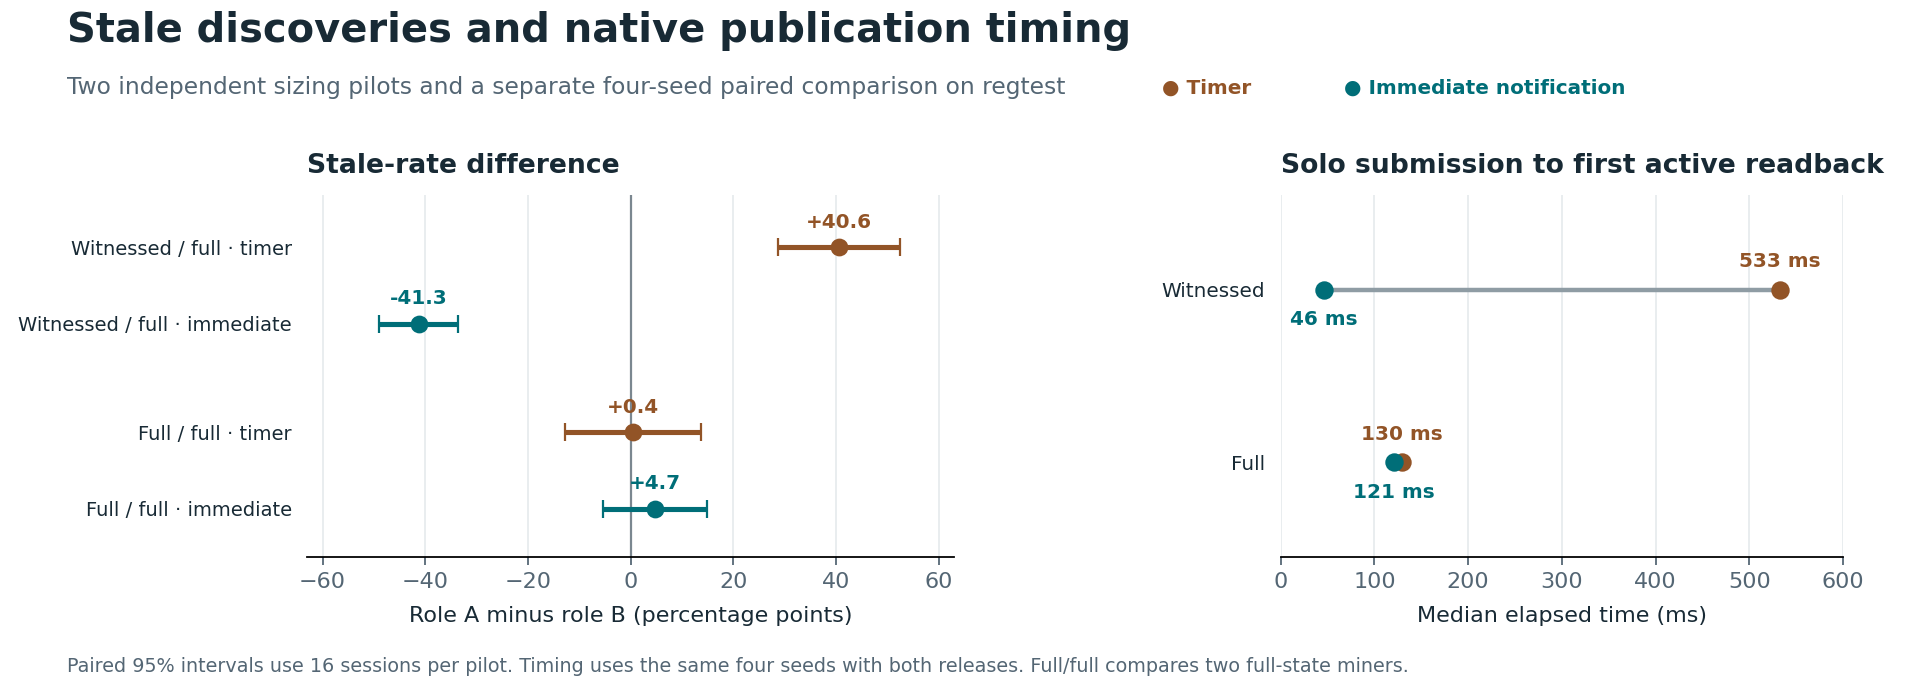 Stale discoveries and native publication timing
Two independent sizing pilots and a separate four-seed paired comparison on regtest
Timer
Immediate notification
Stale-rate difference
Witnessed / full · timer
+40.6
Witnessed / full · immediate
-41.3
Full / full · timer
+0.4
Full / full · immediate
+4.7
−60
−40
−20
0
20
40
60
Role A minus role B (percentage points)
Solo submission to first active readback
Witnessed
533 ms
46 ms
Full
130 ms
121 ms
0
100
200
300
400
500
600
Median elapsed time (ms)
Paired 95% intervals use 16 sessions per pilot. Timing uses the same four seeds with both releases. Full/full compares two full-state miners.